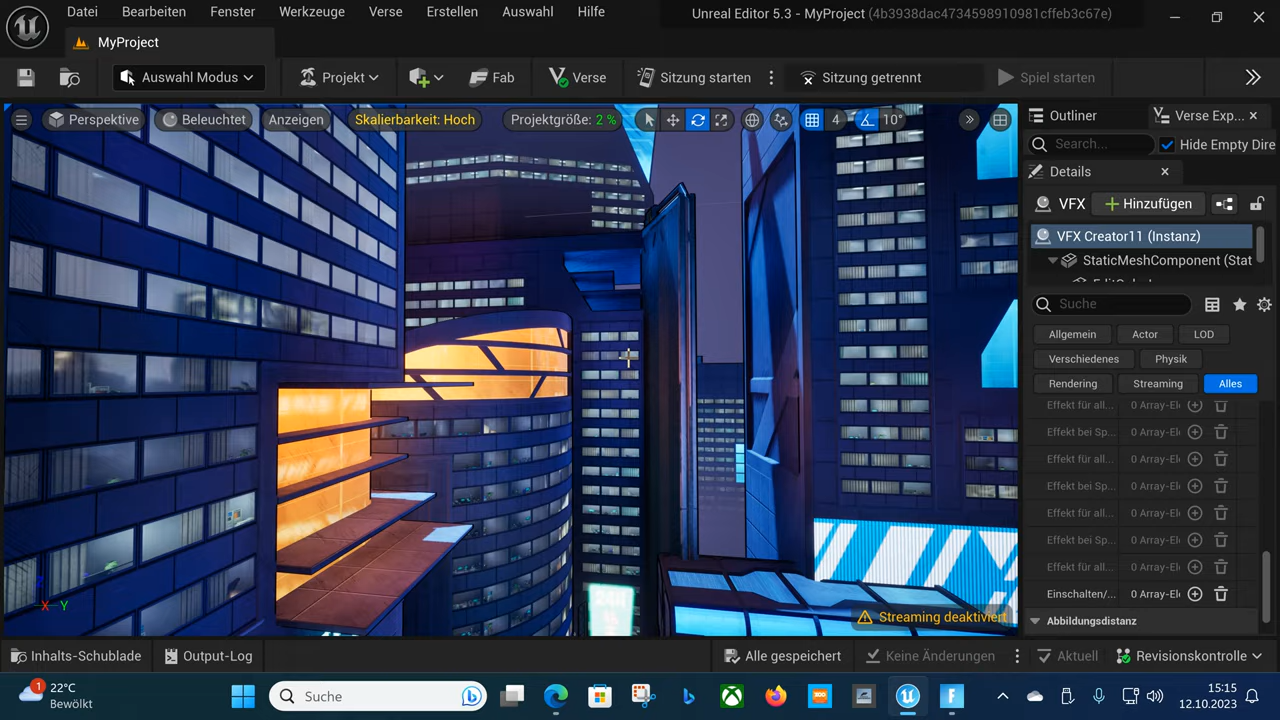 Datei Bearbeiten Fenster Werkzeuge Verse Erstellen Auswahl Hilfe
Unreal Editor 5.3 - MyProject (4b3938dac4734598910981cffeb3c67e)
MyProject
Auswahl Modus Projekt Fab Verse Sitzung starten Sitzung getrennt Spiel starten
Perspektive Beleuchtet Anzeigen Skalierbarkeit: Hoch Projektgröße: 2 % 4 10°
Outliner Verse Exp...
Search... Hide Empty Dire
Details
VFX Hinzufügen
VFX Creator11 (Instanz)
StaticMeshComponent (Stat
Suche
Allgemein Actor LOD
Verschiedenes Physik
Rendering Streaming Alles
Effekt für all... 0 Array-Ele
Effekt bei Sp... 0 Array-Ele
Effekt für all... 0 Array-Ele
Effekt bei Sp... 0 Array-Ele
Effekt für all... 0 Array-Ele
Effekt bei Sp... 0 Array-Ele
Effekt für all... 0 Array-Ele
Einschalten/... 0 Array-Ele
Abbildungsdistanz
X Y
Streaming deaktiviert
Inhalts-Schublade Output-Log Alle gespeichert Keine Änderungen Aktuell Revisionskontrolle
1 22°C
Bewölkt
Suche
15:15
12.10.2023